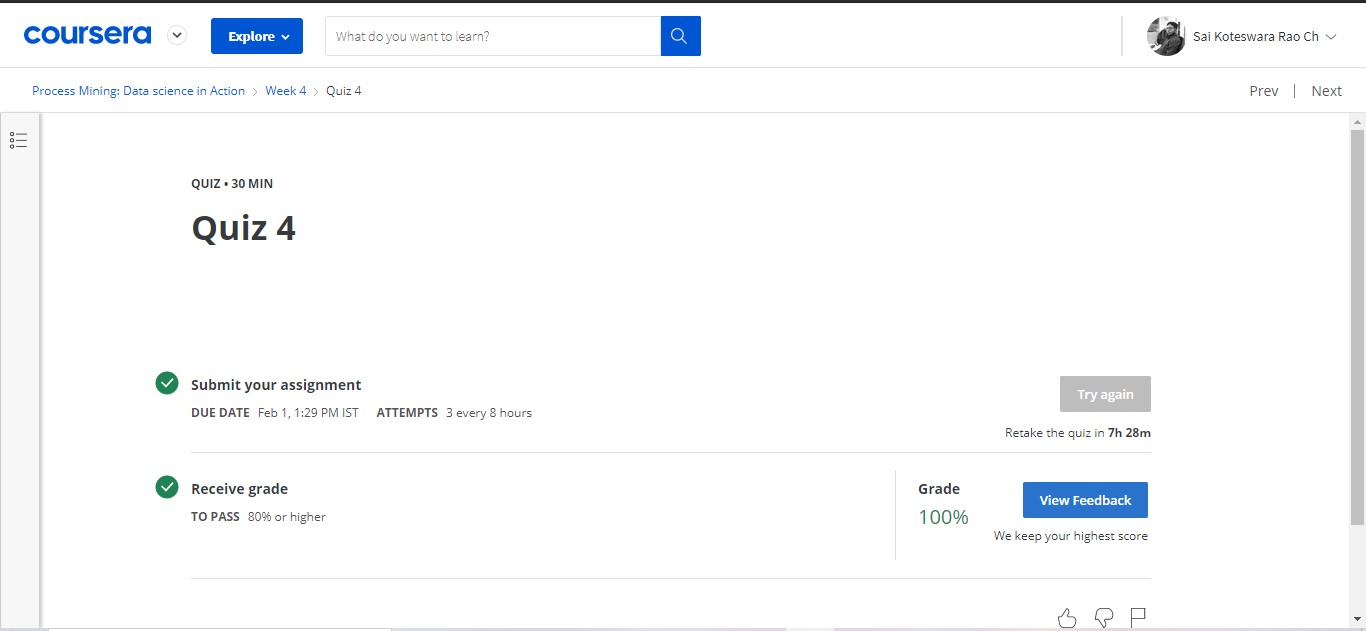 coursera Explore What do you want to learn? Sai Koteswara Rao Ch
Process Mining: Data science in Action > Week 4 > Quiz 4 Prev | Next
QUIZ • 30 MIN
Quiz 4
Submit your assignment Try again
DUE DATE Feb 1, 1:29 PM IST ATTEMPTS 3 every 8 hours
Retake the quiz in 7h 28m
Receive grade Grade View Feedback
TO PASS 80% or higher 100%
We keep your highest score